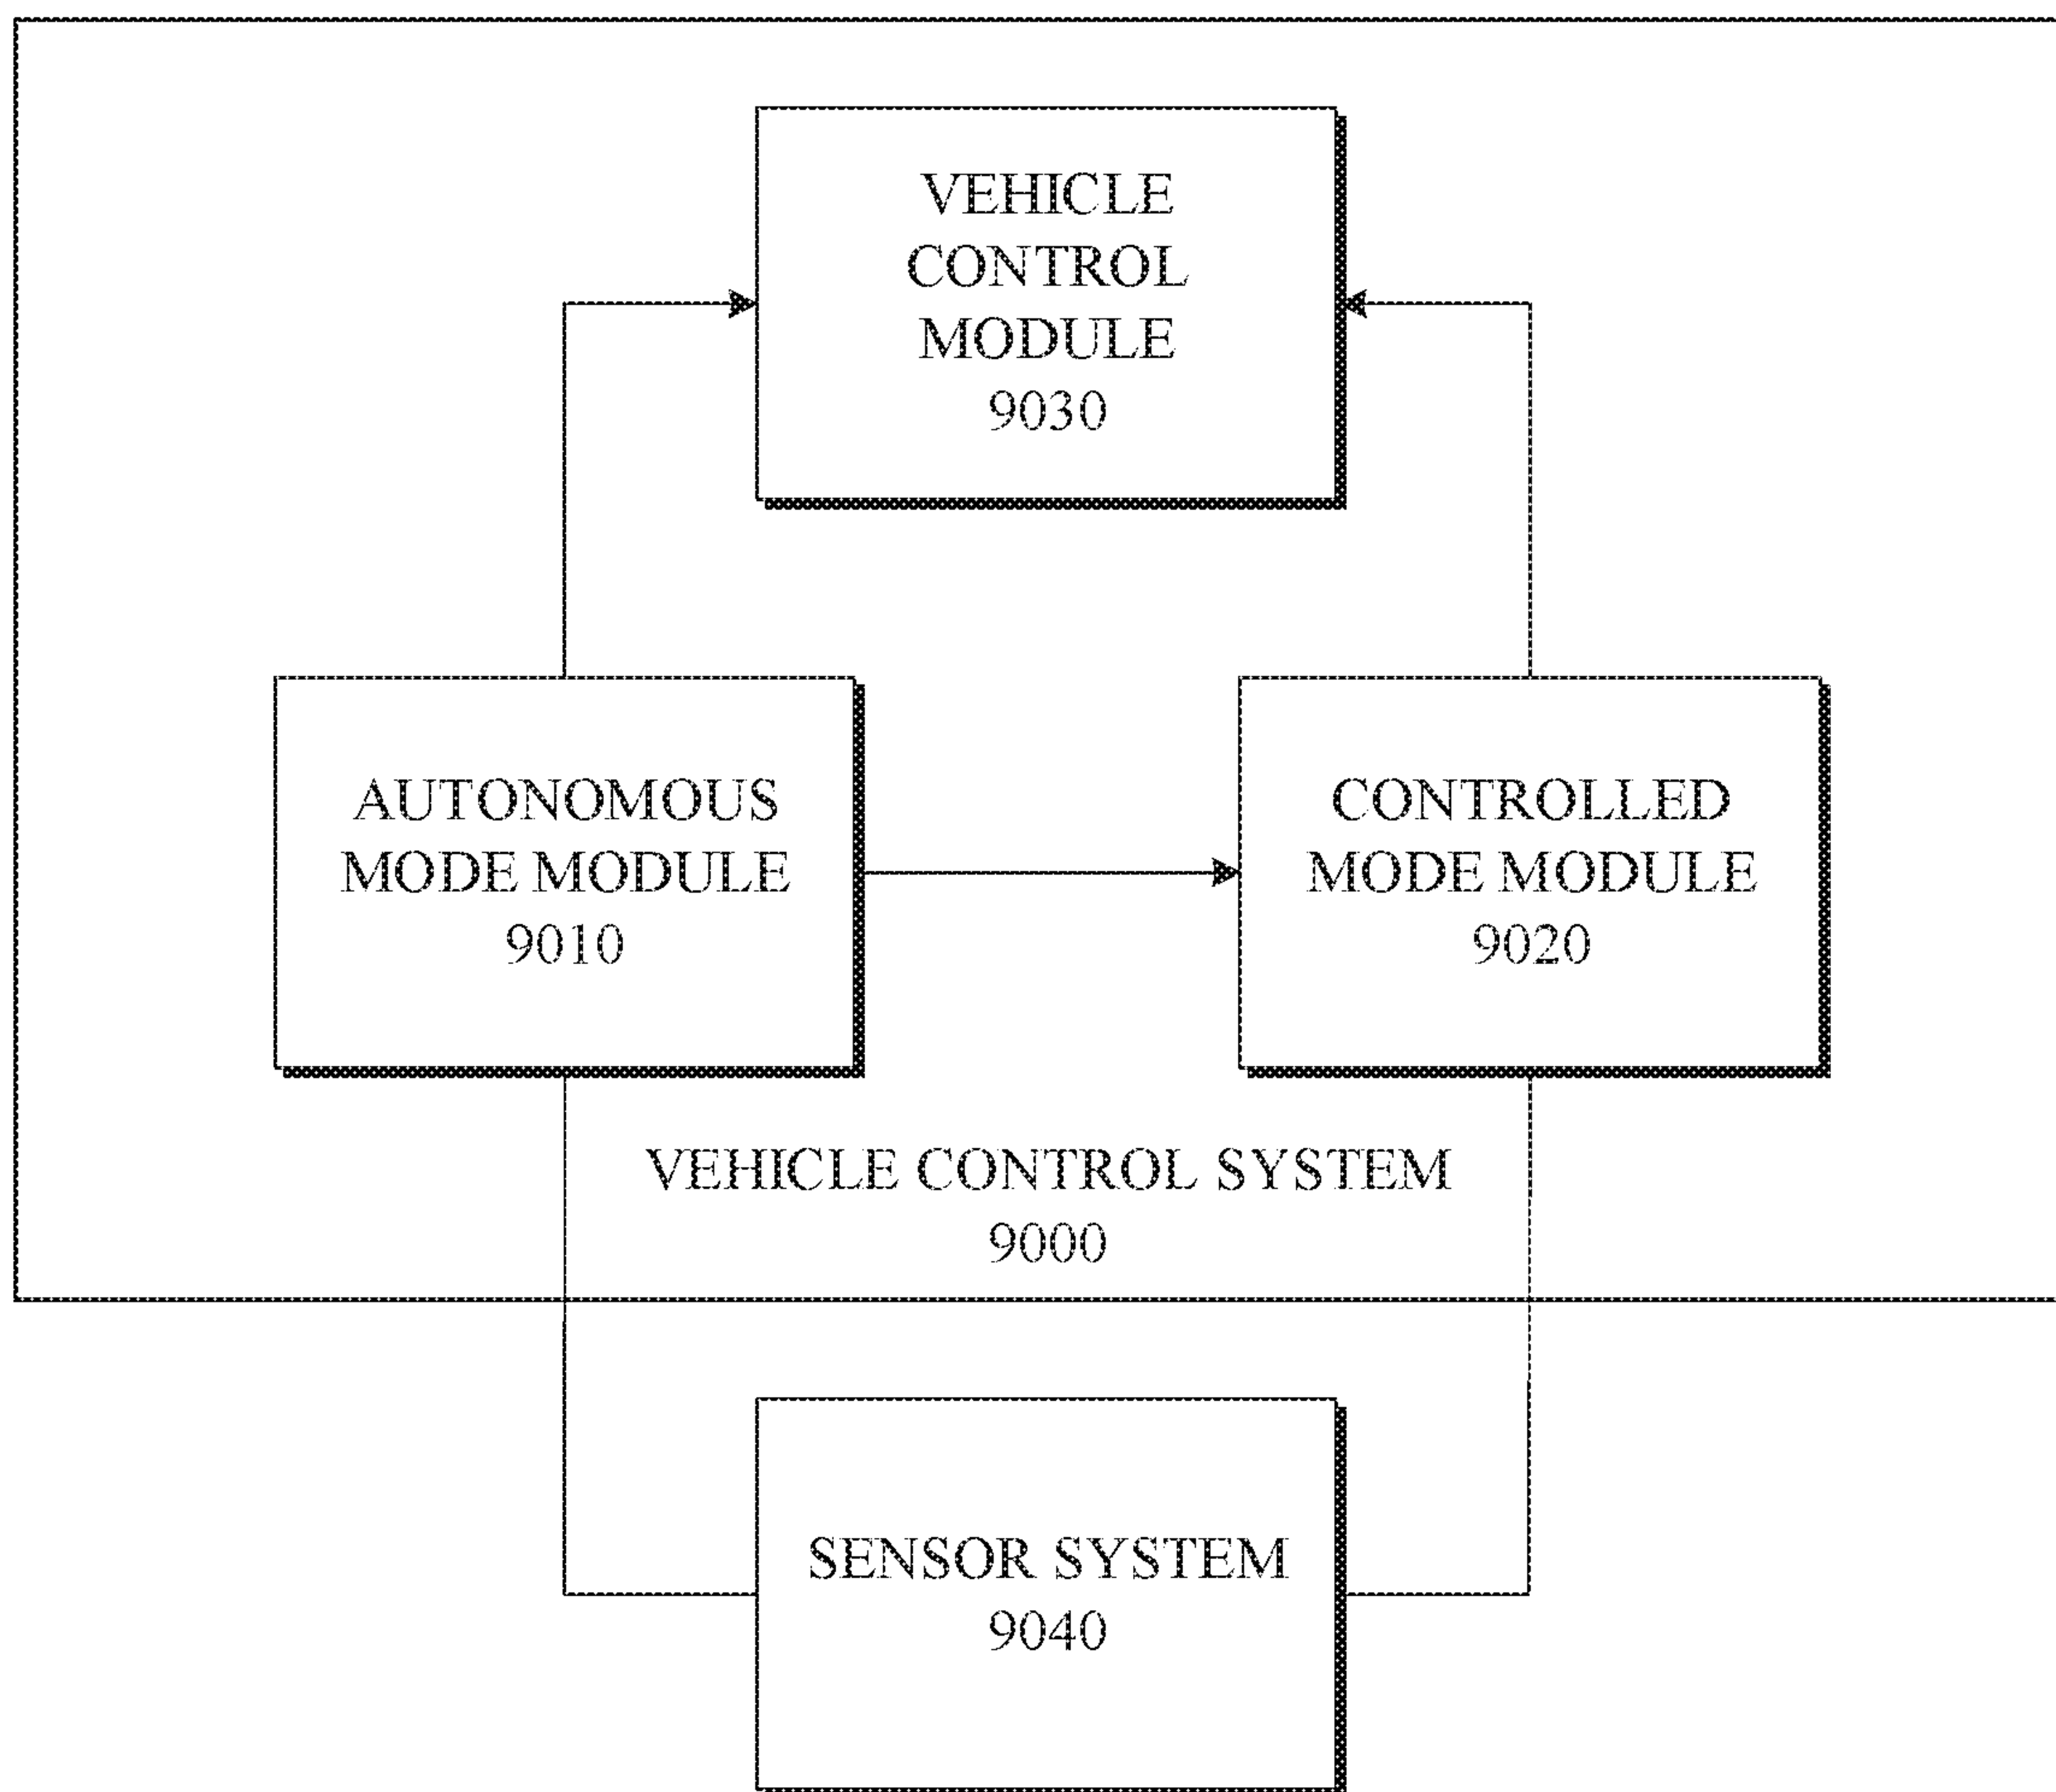 VEHICLE
CONTROL
MODULE
9030
AUTONOMOUS
MODE MODULE
9010
CONTROLLED
MODE MODULE
9020
VEHICLE CONTROL SYSTEM
9000
SENSOR SYSTEM
9040